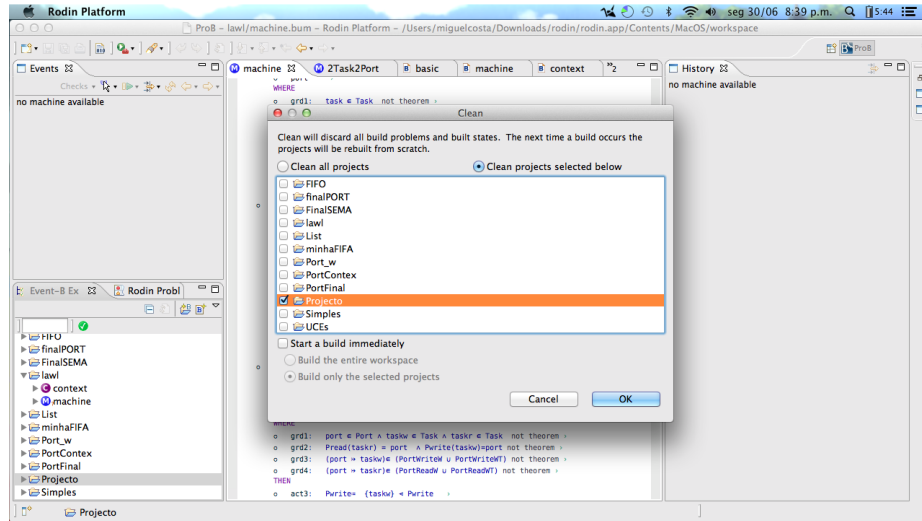 Rodin Platform seg 30/06 8:39 p.m. 5:44
ProB – lawl/machine.bum – Rodin Platform – /Users/miguelcosta/Downloads/rodin/rodin.app/Contents/MacOS/workspace
ProB
Events
Checks
no machine available
machine 2Task2Port basic machine context »2
History
no machine available
WHERE
grd1: task ∈ Task not theorem ›
Clean
Clean will discard all build problems and built states. The next time a build occurs the
projects will be rebuilt from scratch.
Clean all projects Clean projects selected below
FIFO
finalPORT
FinalSEMA
lawl
List
minhaFIFA
Port_w
PortContex
PortFinal
Projecto
Simples
UCEs
Start a build immediately
Build the entire workspace
Build only the selected projects
Cancel OK
Event-B Ex Rodin Probl
FIFO
finalPORT
FinalSEMA
lawl
context
machine
List
minhaFIFA
Port_w
PortContex
PortFinal
Projecto
Simples
WHERE
grd1: port ∈ Port ∧ taskw ∈ Task ∧ taskr ∈ Task not theorem ›
grd2: Pread(taskr) = port ∧ Pwrite(taskw)=port not theorem ›
grd3: (port ↦ taskw)∈ (PortWriteW ∪ PortWriteWT) not theorem ›
grd4: (port ↦ taskr)∈ (PortReadW ∪ PortReadWT) not theorem ›
THEN
act3: Pwrite≔ {taskw} ⩤ Pwrite ›
Projecto